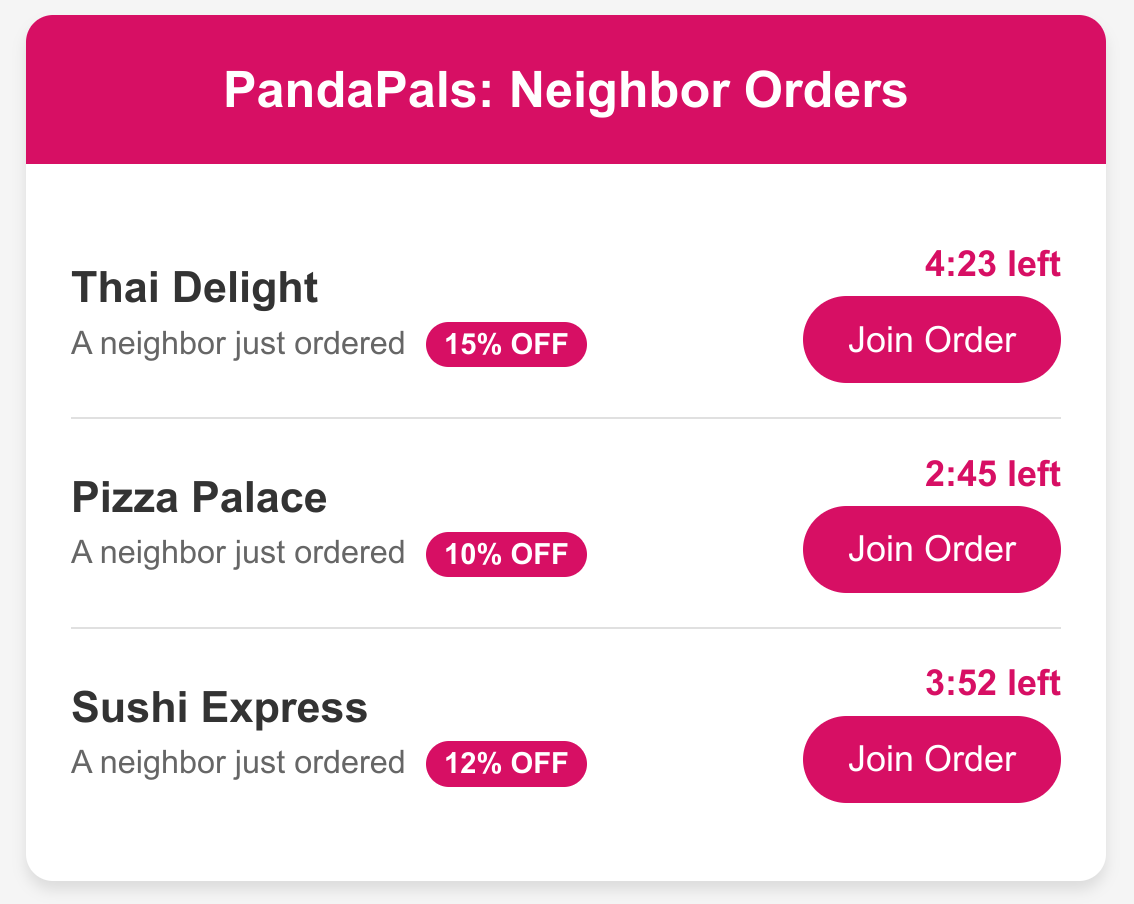 PandaPals: Neighbor Orders
Thai Delight
A neighbor just ordered 15% OFF
4:23 left
Join Order
Pizza Palace
A neighbor just ordered 10% OFF
2:45 left
Join Order
Sushi Express
A neighbor just ordered 12% OFF
3:52 left
Join Order